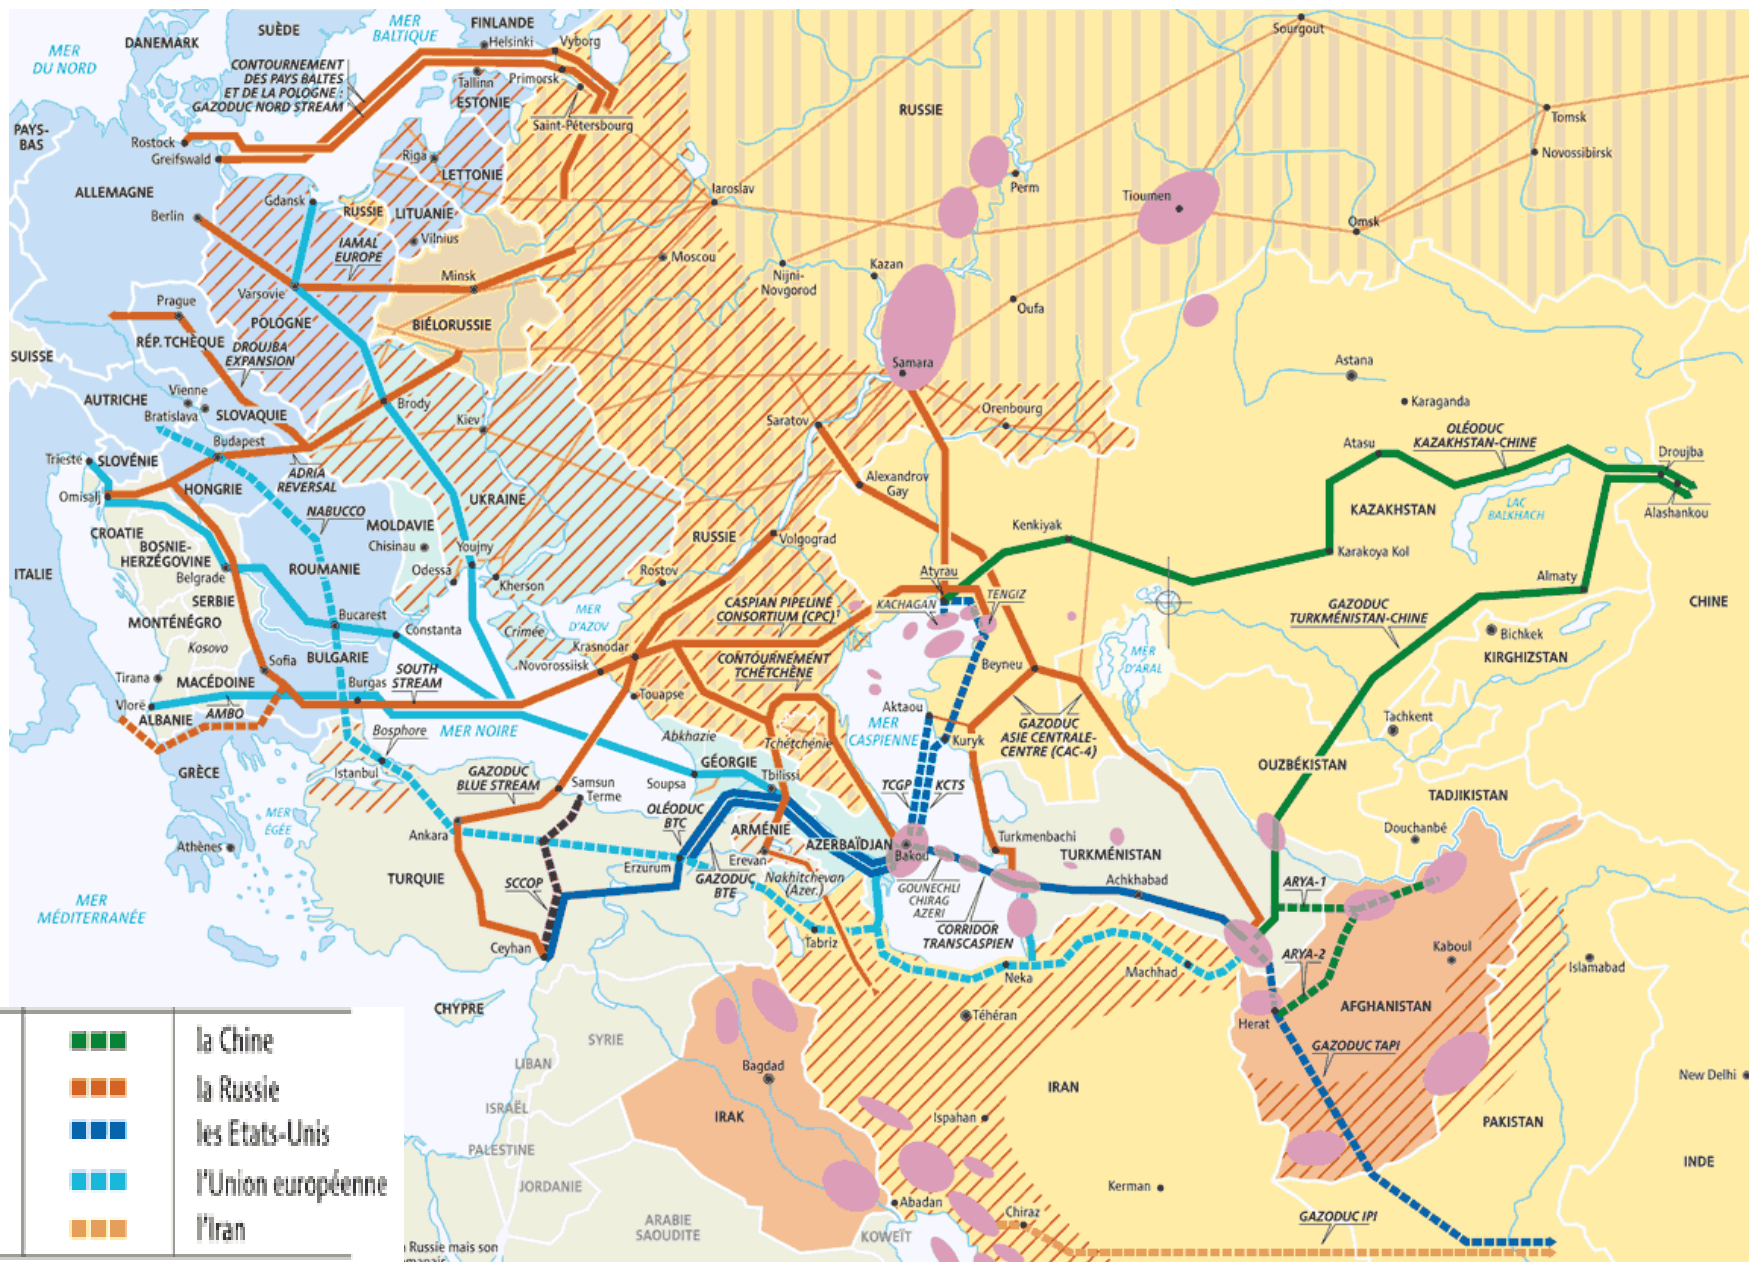 MER
DU NORD
DANEMARK
SUÈDE
MER
BALTIQUE
FINLANDE
Helsinki
Vyborg
CONTOURNEMENT
DES PAYS BALTES
ET DE LA POLOGNE :
GAZODUC NORD STREAM
Tallinn
Primorsk
ESTONIE
Saint-Pétersbourg
RUSSIE
Sourgout
Tomsk
Novossibirsk
PAYS-
BAS
Rostock
Greifswald
Riga
LETTONIE
ALLEMAGNE
Berlin
Gdansk
RUSSIE
LITUANIE
Vilnius
Iaroslav
Perm
Tioumen
Omsk
IAMAL
EUROPE
Minsk
Moscou
Nijni-
Novgorod
Kazan
Oufa
Varsovie
Prague
POLOGNE
BIÉLORUSSIE
RÉP. TCHÈQUE
DROUJBA
EXPANSION
SUISSE
Samara
Astana
Vienne
AUTRICHE
Bratislava
SLOVAQUIE
Brody
Kiev
Saratov
Orenbourg
Karaganda
OLÉODUC
KAZAKHSTAN-CHINE
Atasu
Droujba
Budapest
Trieste
SLOVÉNIE
ADRIA
REVERSAL
Alexandrov
Gay
Omisalj
HONGRIE
UKRAINE
KAZAKHSTAN
LAC
BALKHACH
Alashankou
NABUCCO
MOLDAVIE
CROATIE
BOSNIE-
HERZÉGOVINE
Chisinau
Youjny
RUSSIE
Volgograd
Kenkiyak
Karakoya Kol
ITALIE
Belgrade
ROUMANIE
Odessa
Kherson
Rostov
Atyrau
Almaty
SERBIE
MONTÉNÉGRO
Bucarest
Constanta
MER
D'AZOV
CASPIAN PIPELINE
CONSORTIUM (CPC)¹
KACHAGAN
TENGIZ
GAZODUC
TURKMÉNISTAN-CHINE
CHINE
Crimée
Bichkek
Kosovo
BULGARIE
Krasnodar
KIRGHIZSTAN
Sofia
SOUTH
STREAM
Novorossiisk
CONTOURNEMENT
TCHÉTCHÈNE
Beyneu
MER
D'ARAL
Tirana
MACÉDOINE
Burgas
Touapse
Vlorë
ALBANIE
AMBO
MER NOIRE
Aktaou
MER
CASPIENNE
Kuryk
GAZODUC
ASIE CENTRALE-
CENTRE (CAC-4)
Tachkent
Bosphore
Abkhazie
Tchétchénie
GRÈCE
Istanbul
GAZODUC
BLUE STREAM
Samsun
Terme
Soupsa
GÉORGIE
Tbilissi
TCGP
KCTS
OUZBÉKISTAN
TADJIKISTAN
MER
ÉGÉE
OLÉODUC
BTC
Ankara
ARMÉNIE
AZERBAÏDJAN
Bakou
Turkmenbachi
TURKMÉNISTAN
Douchanbé
Athènes
Erzurum
Erevan
TURQUIE
SCCOP
GAZODUC
BTE
Nakhitchevan
(Azer.)
GOUNECHLI
CHIRAG
AZERI
Achkhabad
ARYA-1
MER
MÉDITERRANÉE
CORRIDOR
TRANSCASPIEN
Ceyhan
Tabriz
Neka
Machhad
ARYA-2
Kaboul
Islamabad
CHYPRE
Téhéran
AFGHANISTAN
Herat
SYRIE
GAZODUC TAPI
la Chine
LIBAN
Bagdad
New Delhi
la Russie
IRAN
ISRAËL
Ispahan
IRAK
PAKISTAN
les Etats-Unis
PALESTINE
INDE
l'Union européenne
JORDANIE
Kerman
Abadan
Chiraz
GAZODUC IPI
l'Iran
ARABIE
SAOUDITE
KOWEÏT
Russie mais son